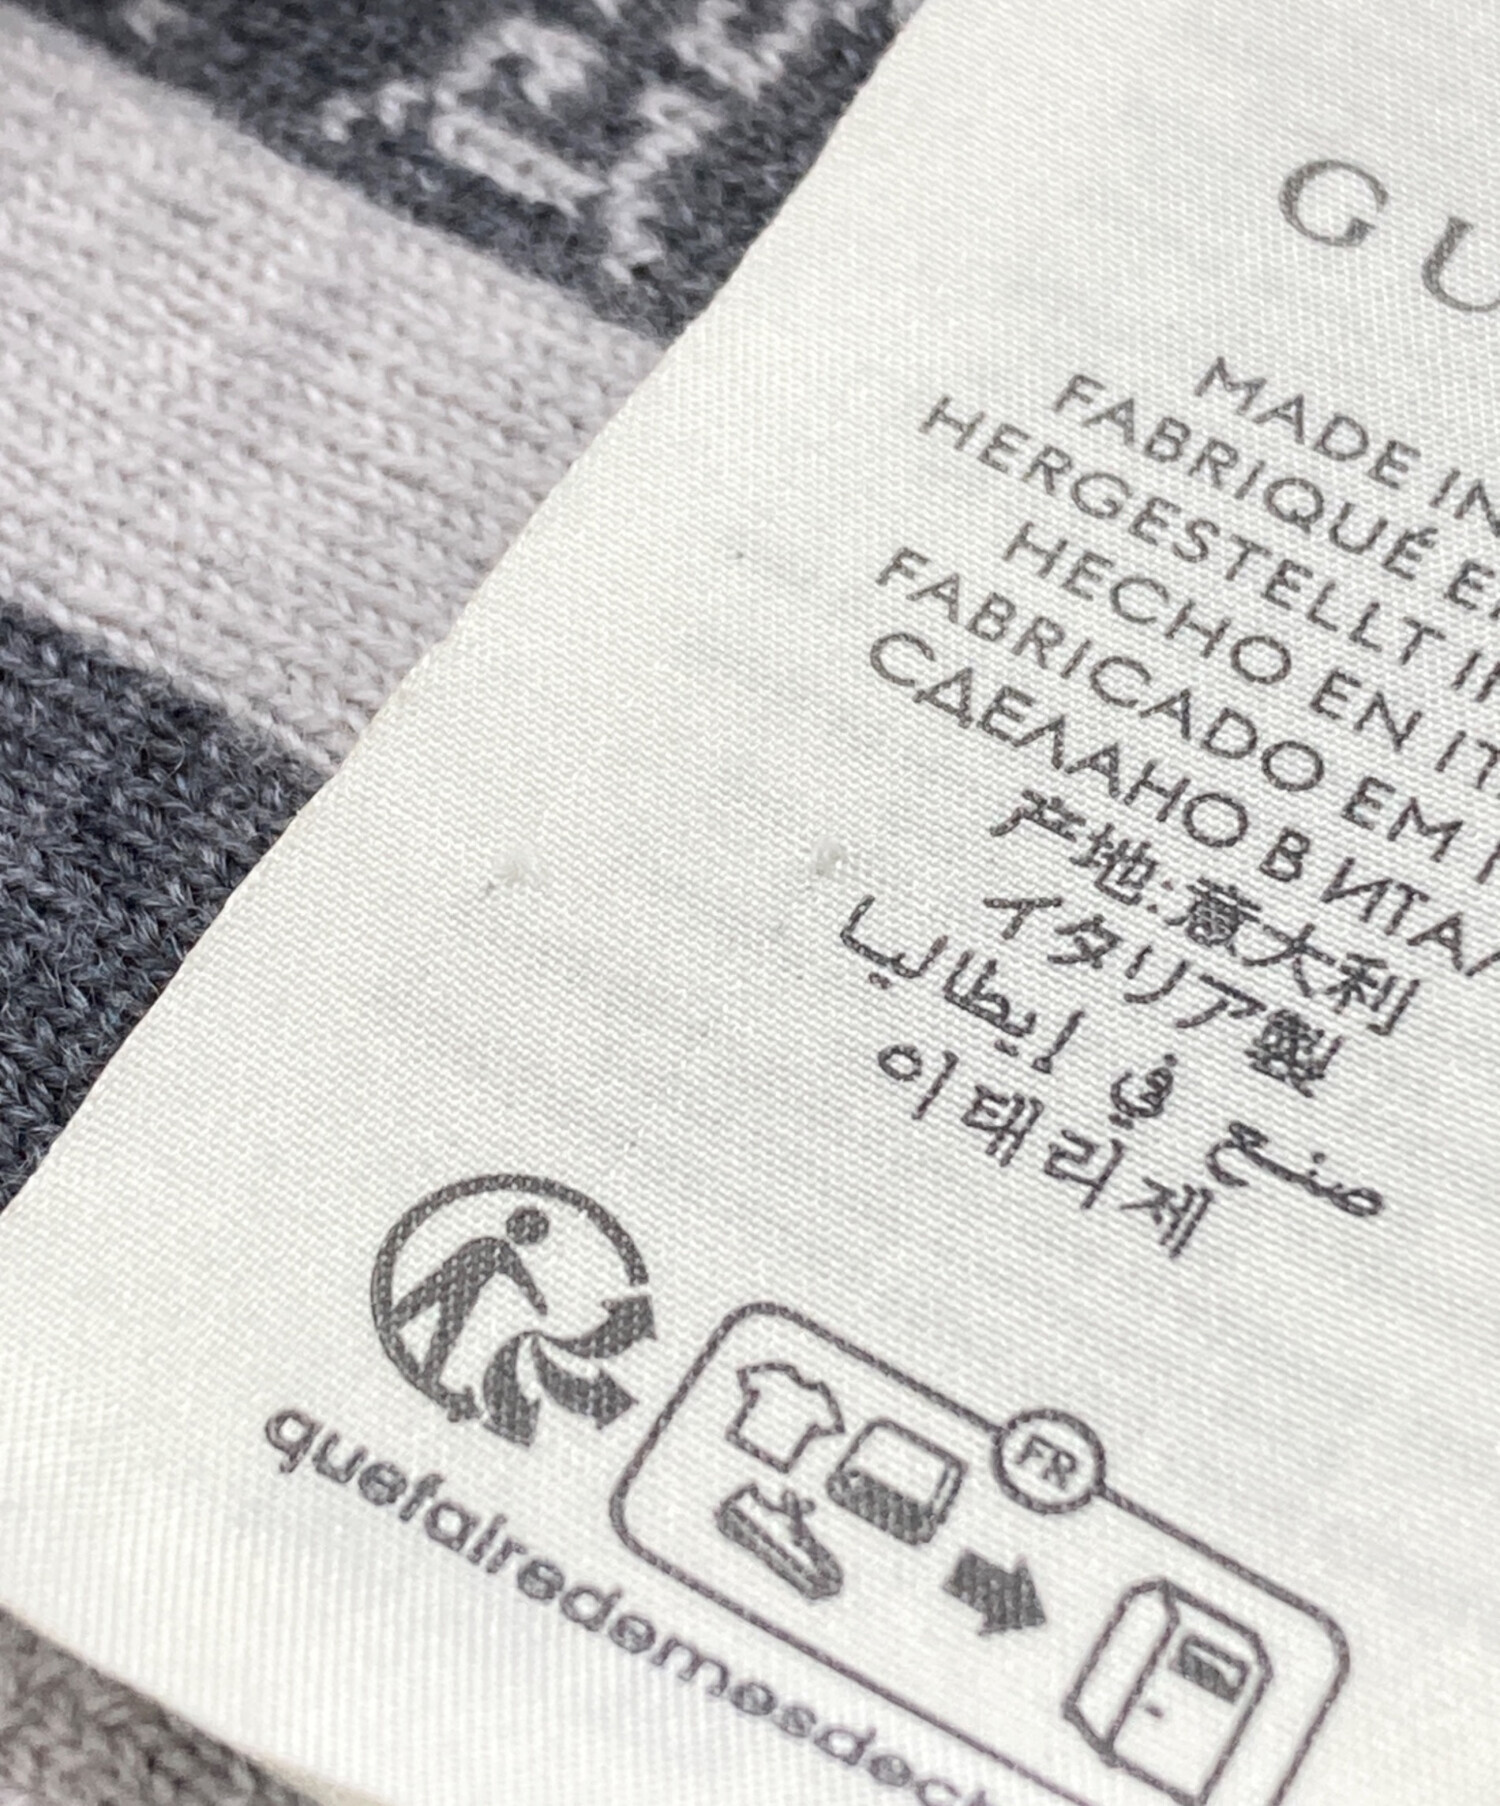 GU
MADE IN
FABRIQUÉ E
HERGESTELLT I
HECHO EN IT
FABRICADO EM I
СДЕЛАНО В ИТА
产地:意大利
イタリア製
صنع في إيطاليا
이태리제
FR
quefairedemesdech